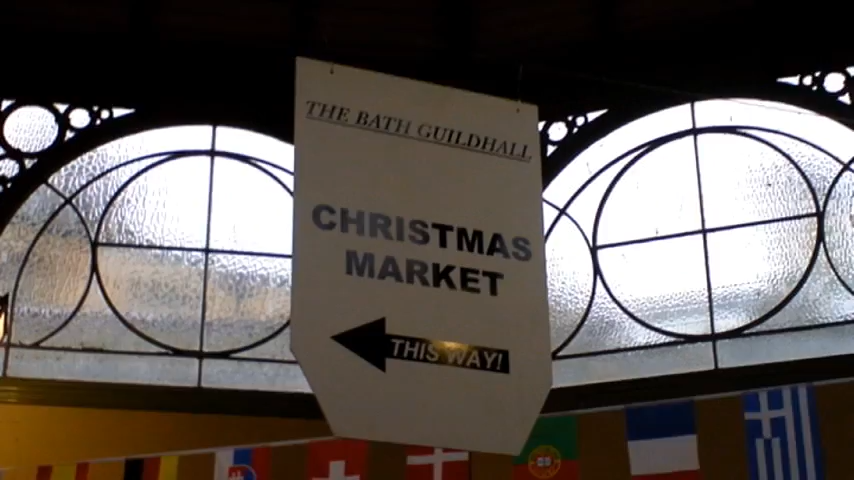 THE BATH GUILDHALL
CHRISTMAS
MARKET
THIS WAY!